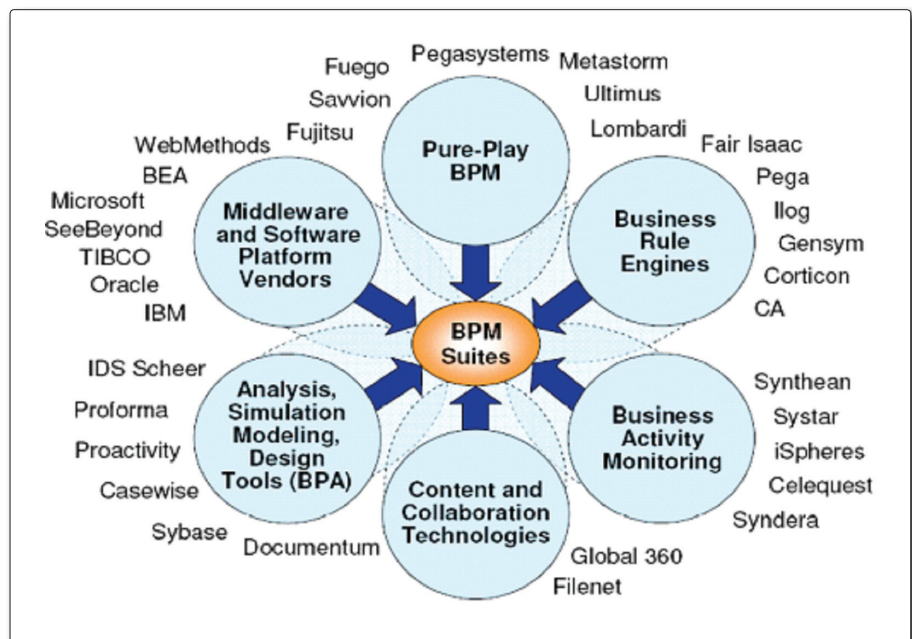 Pegasystems
Fuego
Metastorm
Savvion
Ultimus
Fujitsu
Lombardi
Pure-Play
BPM
WebMethods
BEA
Microsoft
SeeBeyond
TIBCO
Oracle
IBM
Middleware
and Software
Platform
Vendors
Fair Isaac
Pega
Ilog
Gensym
Corticon
CA
Business
Rule
Engines
BPM
Suites
IDS Scheer
Proforma
Proactivity
Casewise
Sybase
Analysis,
Simulation
Modeling,
Design
Tools (BPA)
Documentum
Content and
Collaboration
Technologies
Global 360
Filenet
Business
Activity
Monitoring
Synthean
Systar
iSpheres
Celequest
Syndera